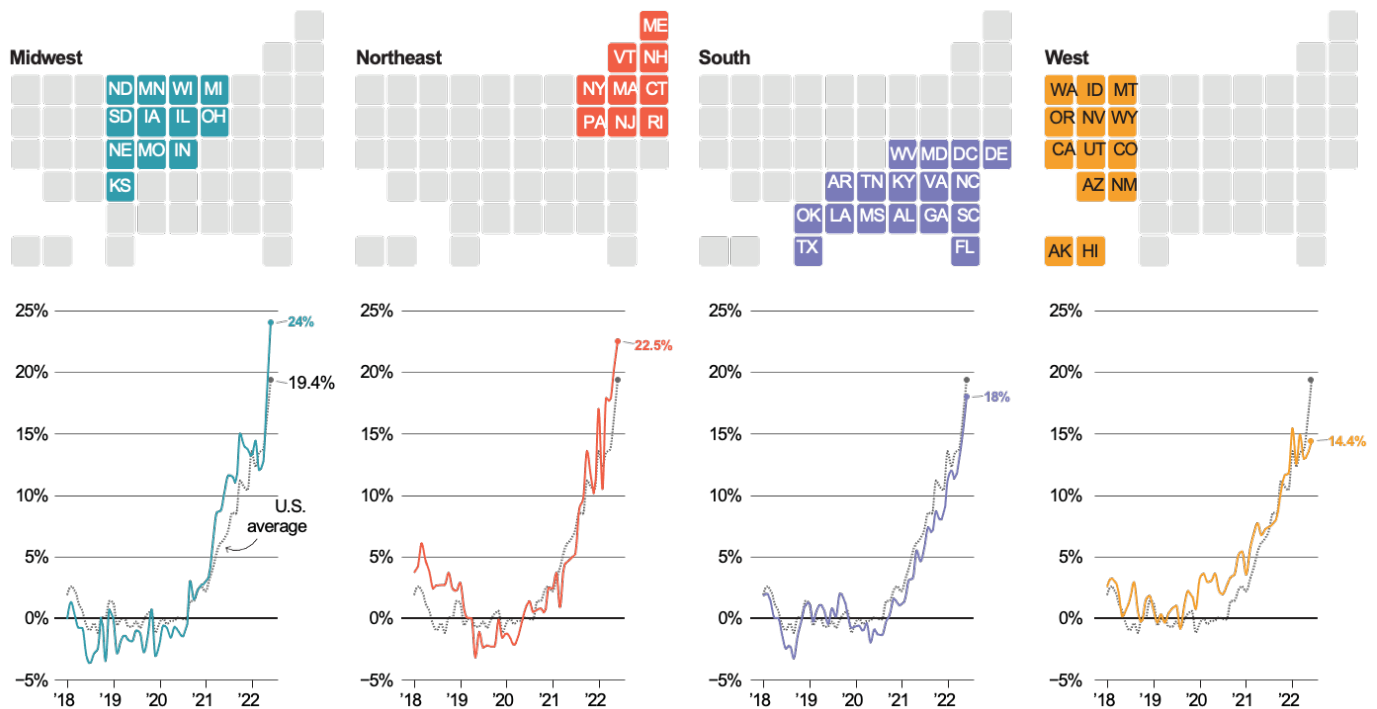 Midwest
ND MN WI MI
SD IA IL OH
NE MO IN
KS
25%
20%
15%
10%
5%
0%
–5%
24%
19.4%
U.S.
average
'18 '19 '20 '21 '22
Northeast
ME
VT NH
NY MA CT
PA NJ RI
25%
20%
15%
10%
5%
0%
–5%
22.5%
'18 '19 '20 '21 '22
South
WV MD DC DE
AR TN KY VA NC
OK LA MS AL GA SC
TX FL
25%
20%
15%
10%
5%
0%
–5%
18%
'18 '19 '20 '21 '22
West
WA ID MT
OR NV WY
CA UT CO
AZ NM
AK HI
25%
20%
15%
10%
5%
0%
–5%
14.4%
'18 '19 '20 '21 '22